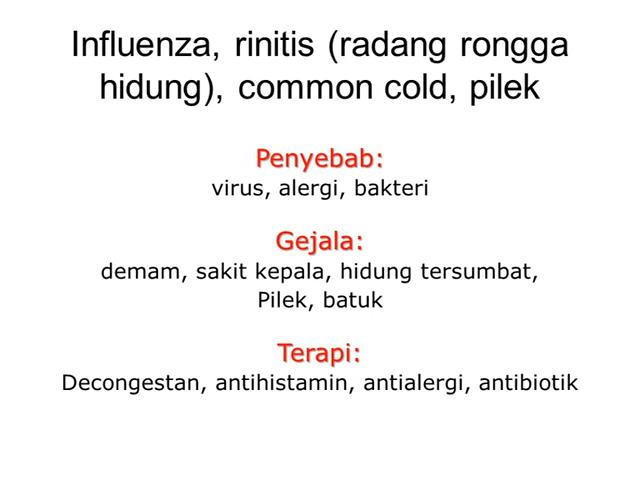 Influenza, rinitis (radang rongga
hidung), common cold, pilek
Penyebab:
virus, alergi, bakteri
Gejala:
demam, sakit kepala, hidung tersumbat,
Pilek, batuk
Terapi:
Decongestan, antihistamin, antialergi, antibiotik